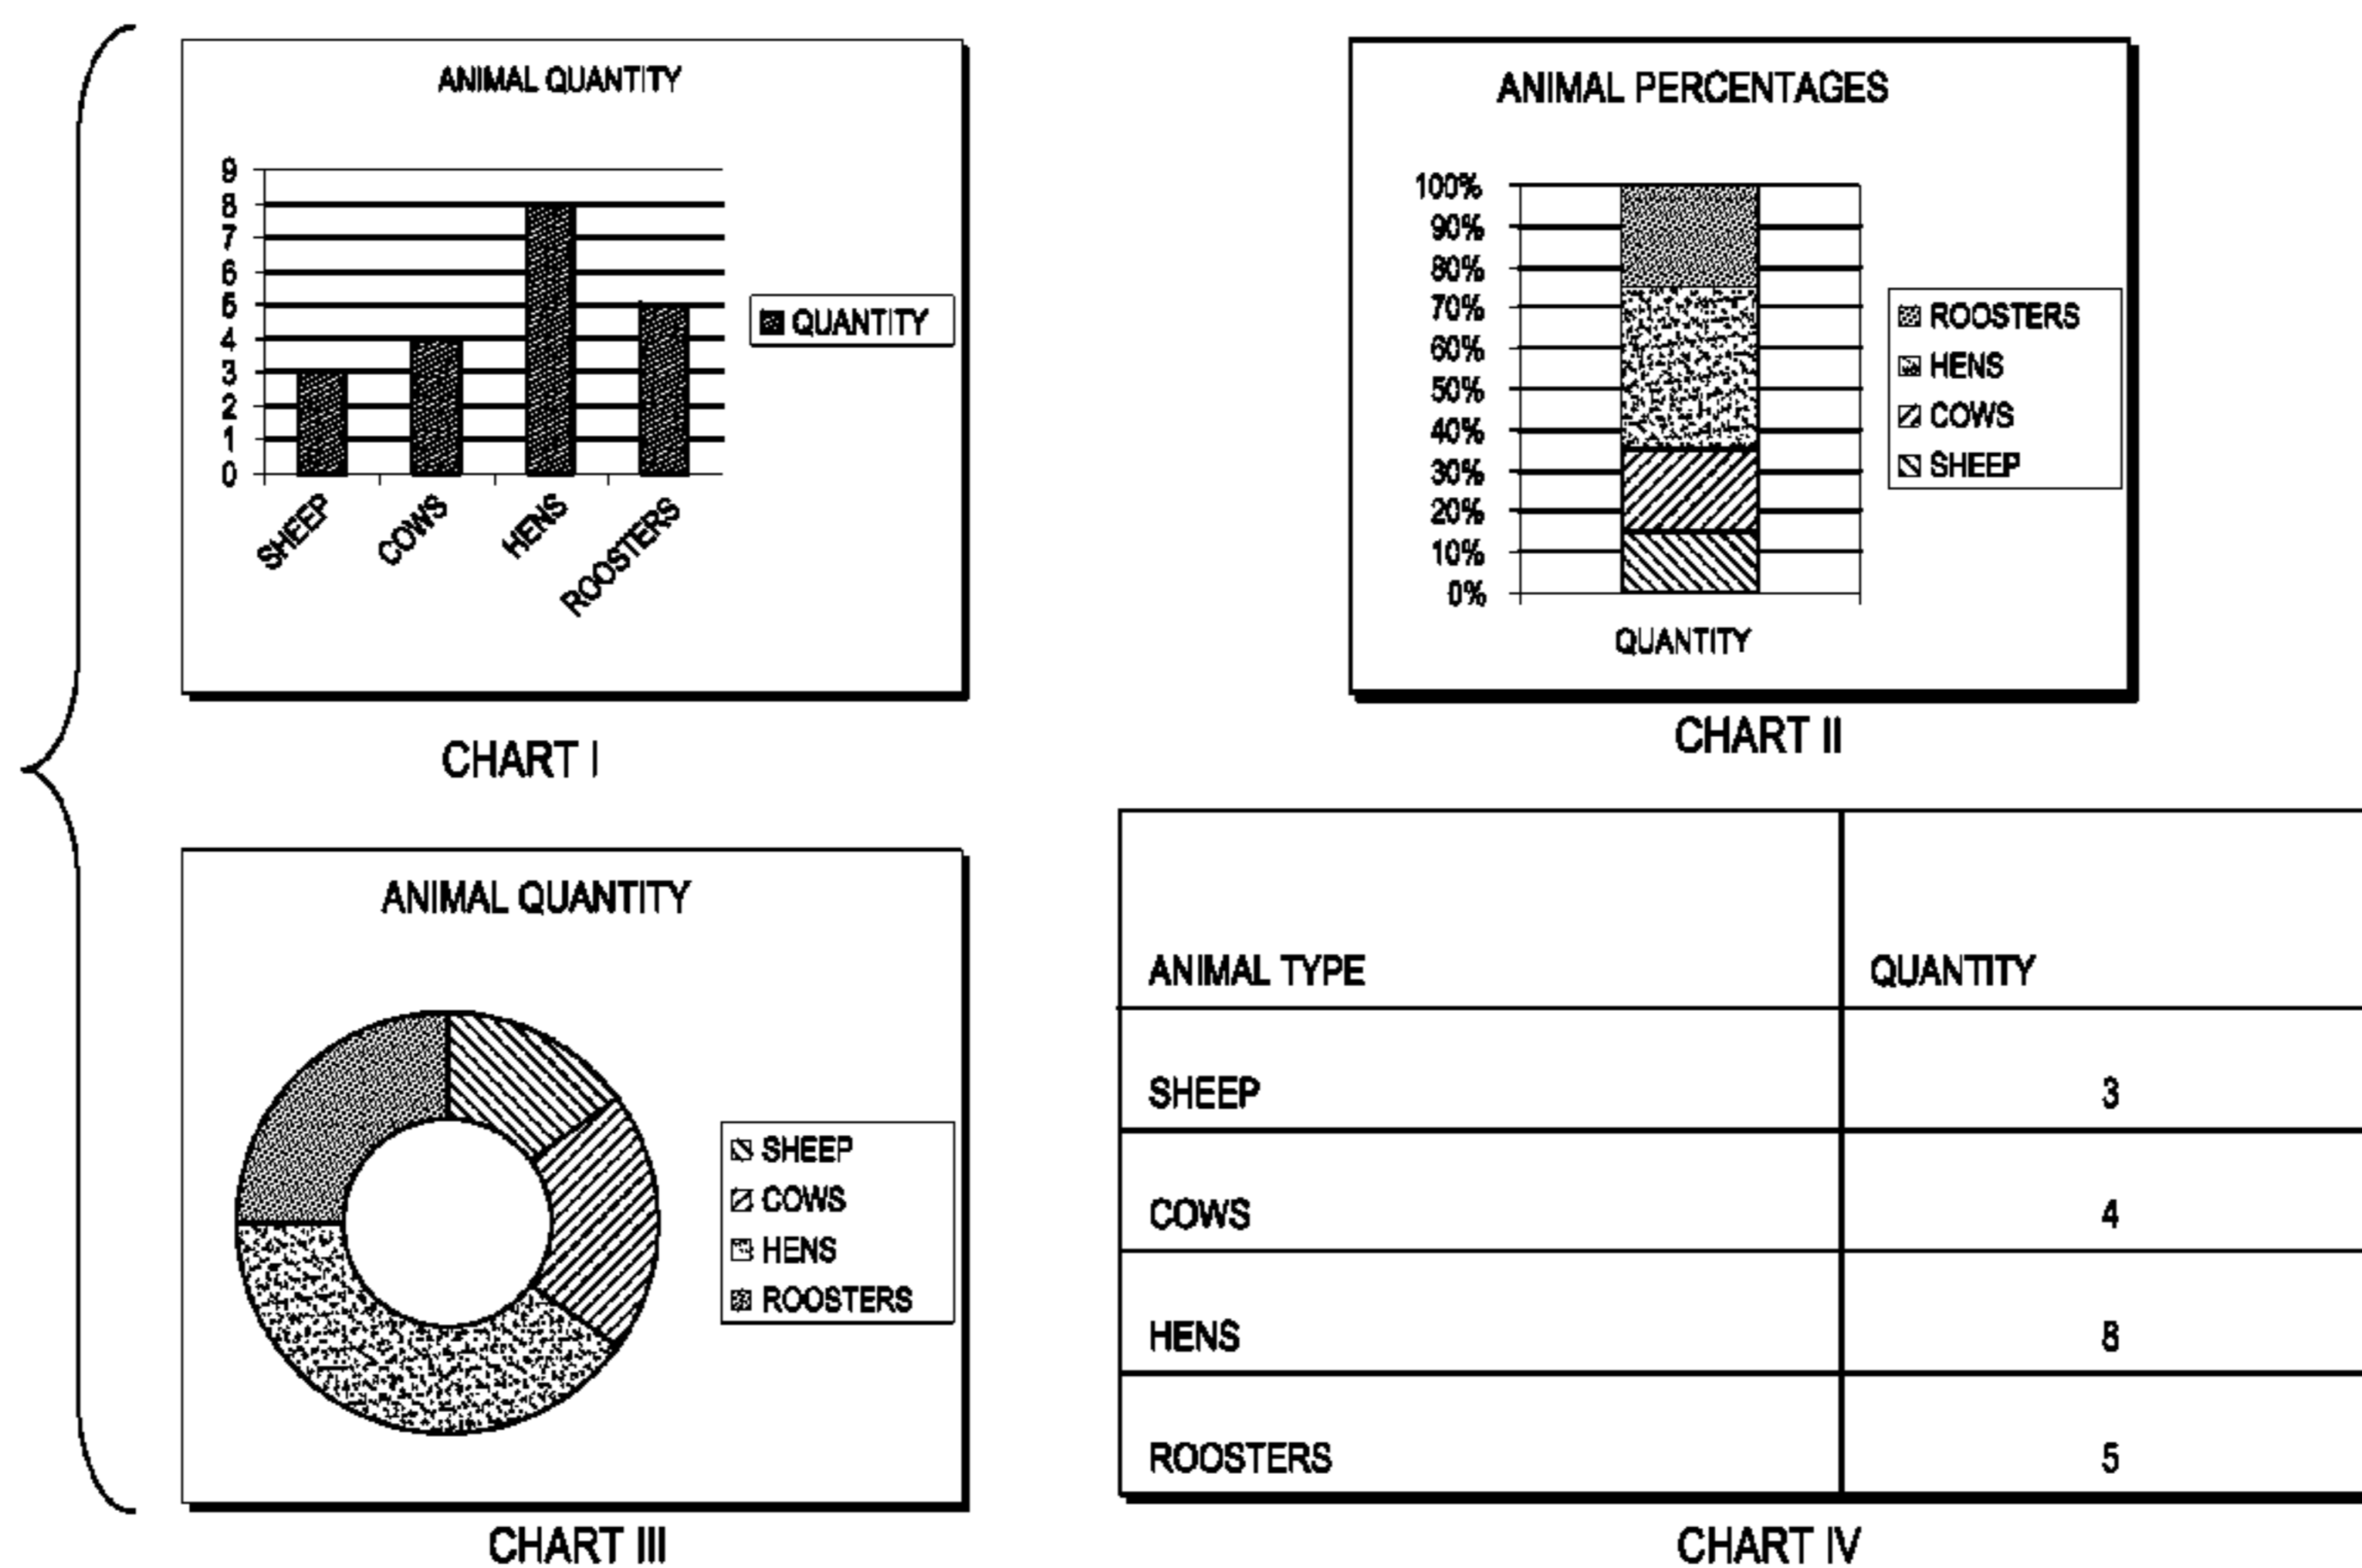 ANIMAL QUANTITY
9
8
7
6
5
4
3
2
1
0
SHEEP
COWS
HENS
ROOSTERS
QUANTITY
CHART I
ANIMAL PERCENTAGES
100%
90%
80%
70%
60%
50%
40%
30%
20%
10%
0%
QUANTITY
ROOSTERS
HENS
COWS
SHEEP
CHART II
ANIMAL QUANTITY
SHEEP
COWS
HENS
ROOSTERS
CHART III
ANIMAL TYPE QUANTITY
SHEEP 3
COWS 4
HENS 8
ROOSTERS 5
CHART IV